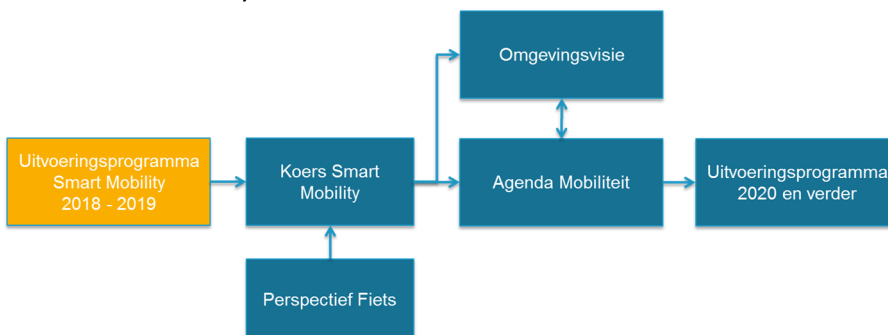 Omgevingsvisie
Uitvoeringsprogramma
Smart Mobility
2018 - 2019
Koers Smart
Mobility
Agenda Mobiliteit
Uitvoeringsprogramma
2020 en verder
Perspectief Fiets